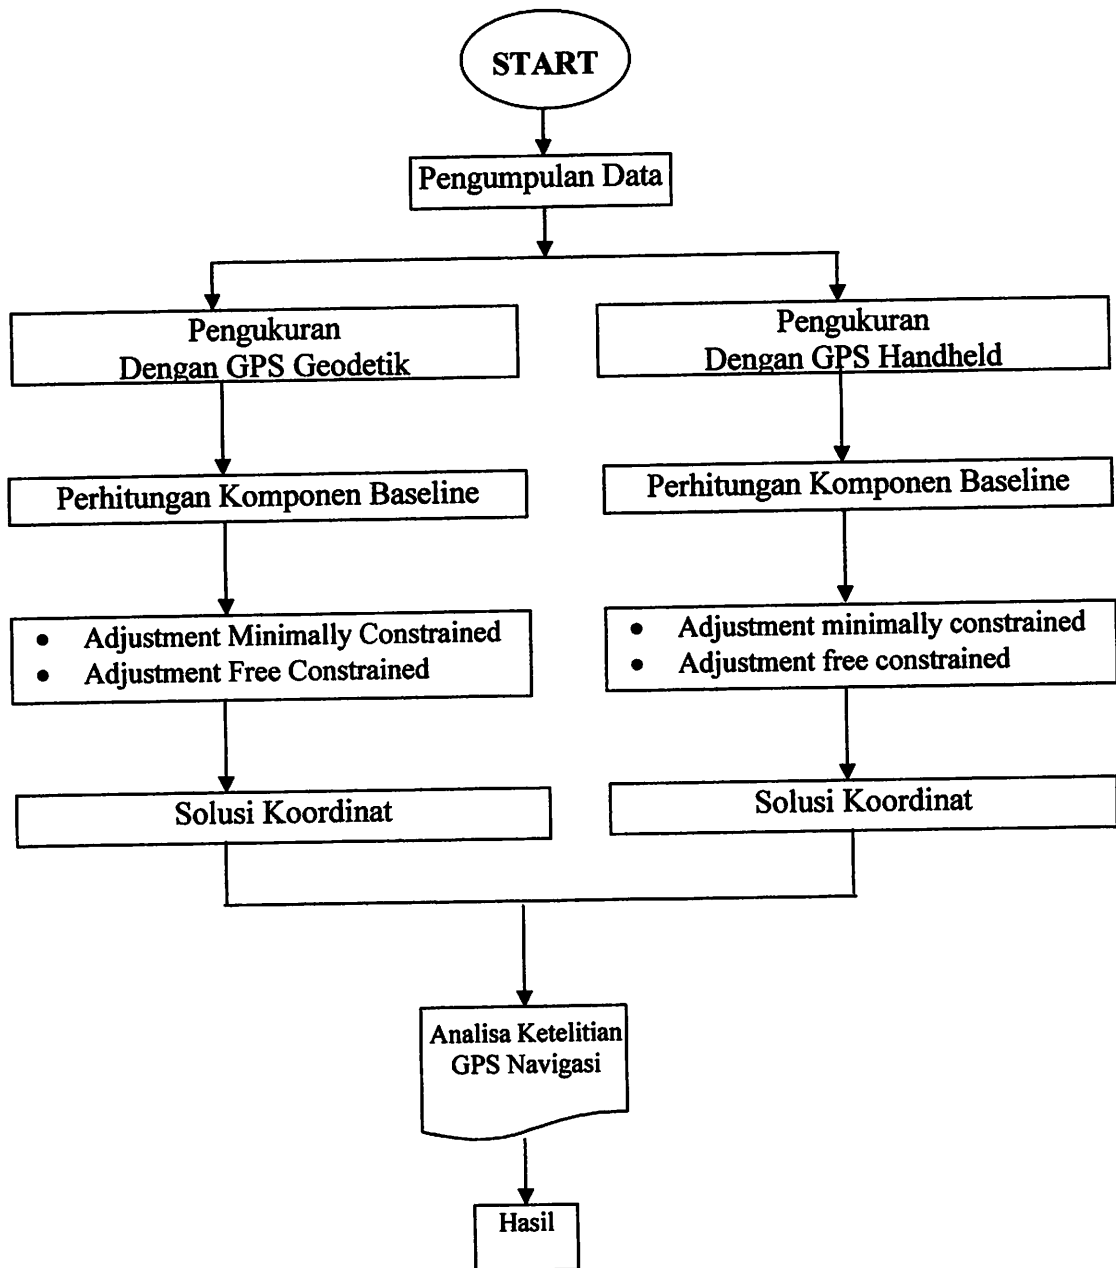 START
Pengumpulan Data
Pengukuran
Dengan GPS Geodetik
Pengukuran
Dengan GPS Handheld
Perhitungan Komponen Baseline
Perhitungan Komponen Baseline
• Adjustment Minimally Constrained
• Adjustment Free Constrained
• Adjustment minimally constrained
• Adjustment free constrained
Solusi Koordinat
Solusi Koordinat
Analisa Ketelitian
GPS Navigasi
Hasil